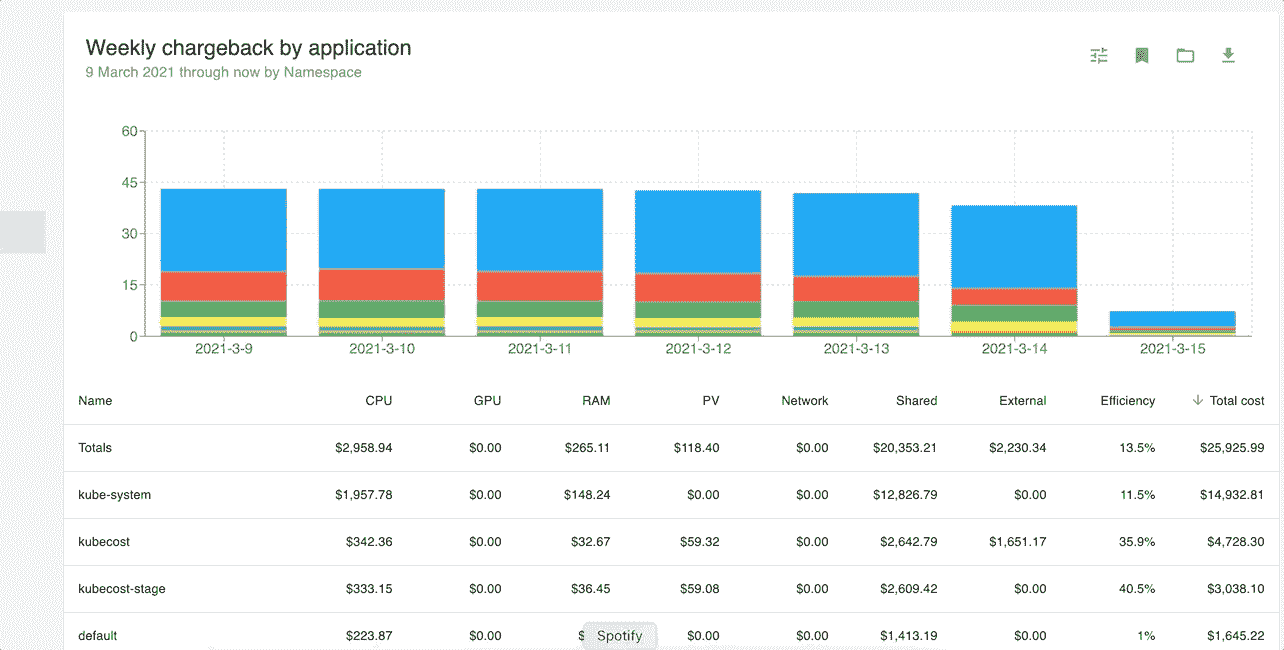 Weekly chargeback by application
9 March 2021 through now by Namespace
60
45
30
15
0
2021-3-9 2021-3-10 2021-3-11 2021-3-12 2021-3-13 2021-3-14 2021-3-15
Name CPU GPU RAM PV Network Shared External Efficiency ↓ Total cost
Totals $2,958.94 $0.00 $265.11 $118.40 $0.00 $20,353.21 $2,230.34 13.5% $25,925.99
kube-system $1,957.78 $0.00 $148.24 $0.00 $0.00 $12,826.79 $0.00 11.5% $14,932.81
kubecost $342.36 $0.00 $32.67 $59.32 $0.00 $2,642.79 $1,651.17 35.9% $4,728.30
kubecost-stage $333.15 $0.00 $36.45 $59.08 $0.00 $2,609.42 $0.00 40.5% $3,038.10
default $223.87 $0.00 $ Spotify $0.00 $0.00 $1,413.19 $0.00 1% $1,645.22